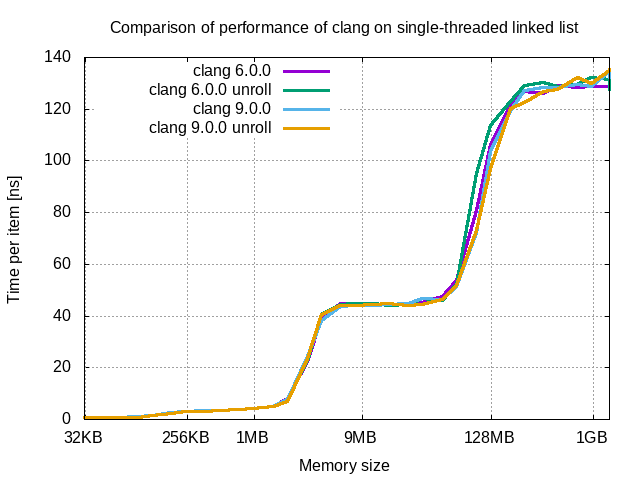 Comparison of performance of clang on single-threaded linked list
Time per item [ns]
140
120
100
80
60
40
20
0
clang 6.0.0
clang 6.0.0 unroll
clang 9.0.0
clang 9.0.0 unroll
32KB 256KB 1MB 9MB 128MB 1GB
Memory size